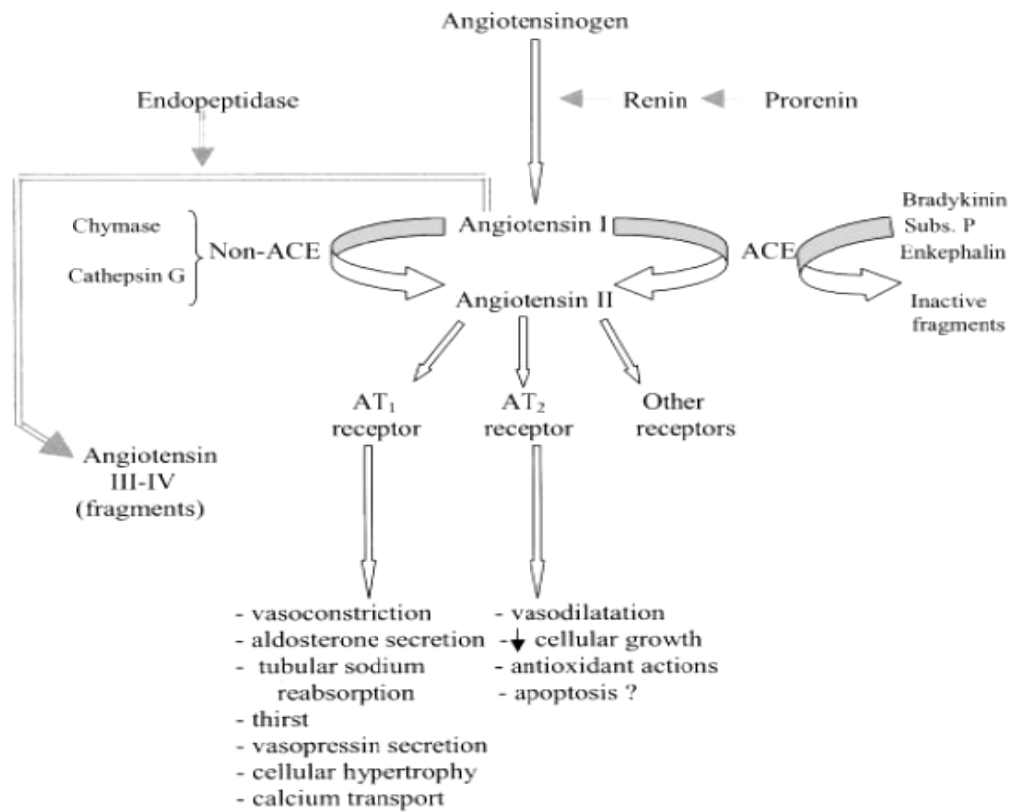 Angiotensinogen
Endopeptidase
Renin
Prorenin
Chymase
Cathepsin G
Non-ACE
Angiotensin I
ACE
Bradykinin
Subs. P
Enkephalin
Angiotensin II
Inactive
fragments
AT₁
receptor
AT₂
receptor
Other
receptors
Angiotensin
III-IV
(fragments)
- vasoconstriction
- aldosterone secretion
- tubular sodium
reabsorption
- thirst
- vasopressin secretion
- cellular hypertrophy
- calcium transport
- vasodilatation
-↓ cellular growth
- antioxidant actions
- apoptosis ?